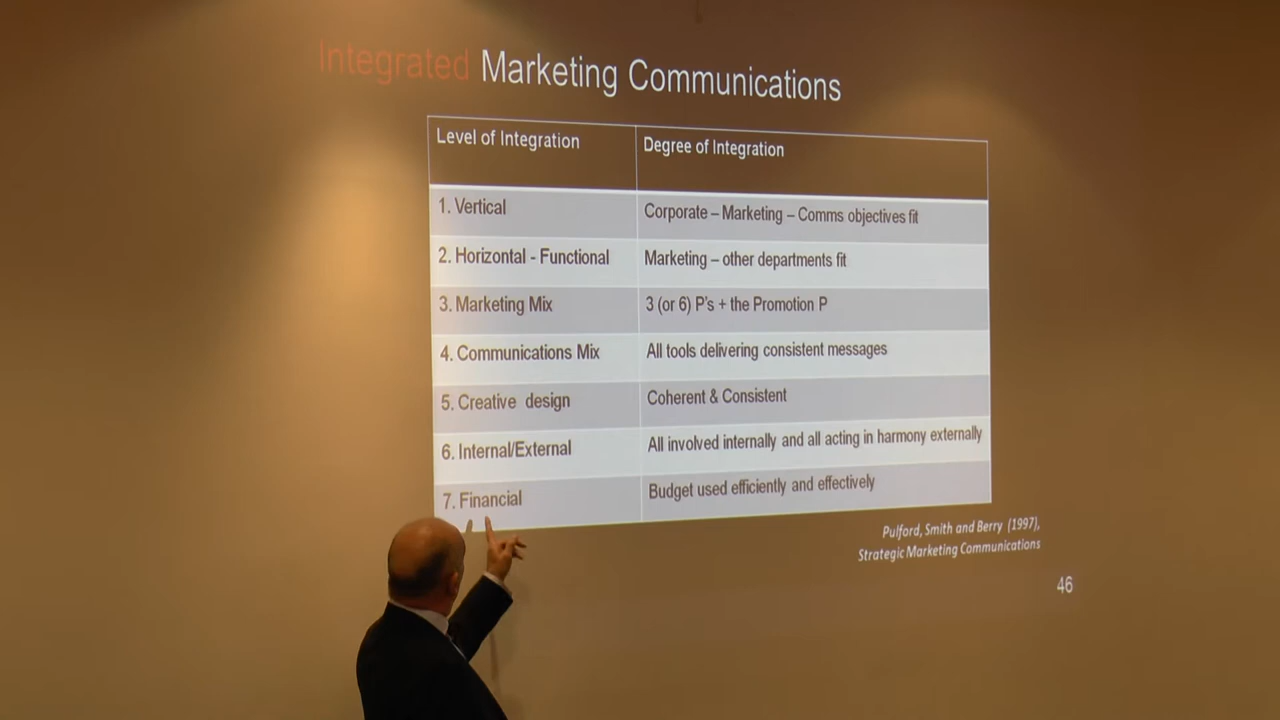 Integrated Marketing Communications
Level of Integration
Degree of Integration
1. Vertical
Corporate – Marketing – Comms objectives fit
2. Horizontal - Functional
Marketing – other departments fit
3. Marketing Mix
3 (or 6) P's + the Promotion P
4. Communications Mix
All tools delivering consistent messages
5. Creative design
Coherent & Consistent
6. Internal/External
All involved internally and all acting in harmony externally
7. Financial
Budget used efficiently and effectively
Pulford, Smith and Berry (1997),
Strategic Marketing Communications
46